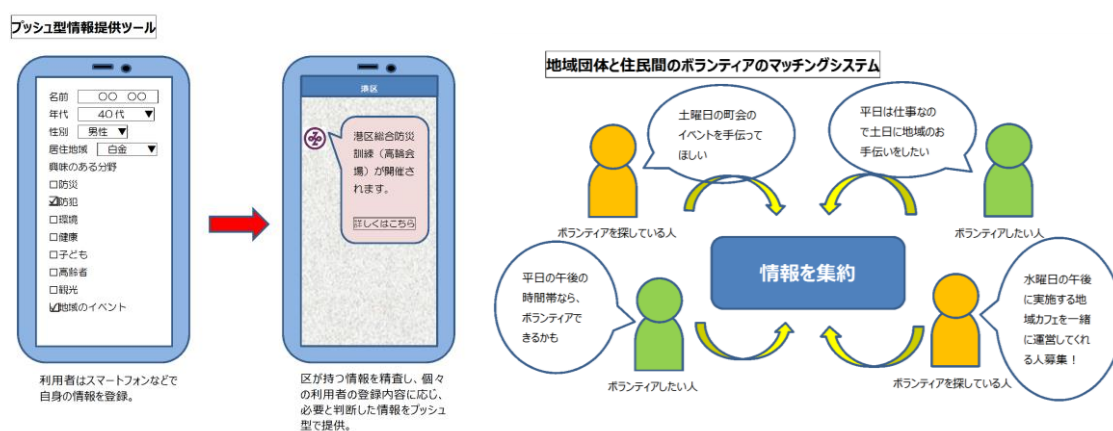 プッシュ型情報提供ツール
名前 ○○ ○○
年代 40代 ▼
性別 男性 ▼
居住地域 白金 ▼
興味のある分野
□防災
☑防犯
□環境
□健康
□子ども
□高齢者
□観光
☑地域のイベント
利用者はスマートフォンなどで
自身の情報を登録。
港区
港区総合防災
訓練（高輪会
場）が開催さ
れます。
詳しくはこちら
区が持つ情報を精査し、個々
の利用者の登録内容に応じ、
必要と判断した情報をプッシュ
型で提供。
地域団体と住民間のボランティアのマッチングシステム
土曜日の町会の
イベントを手伝って
ほしい
ボランティアを探している人
平日は仕事なの
で土日に地域のお
手伝いをしたい
ボランティアしたい人
情報を集約
平日の午後の
時間帯なら、
ボランティアで
きるかも
ボランティアしたい人
水曜日の午後
に実施する地
域カフェを一緒
に運営してくれ
る人募集！
ボランティアを探している人